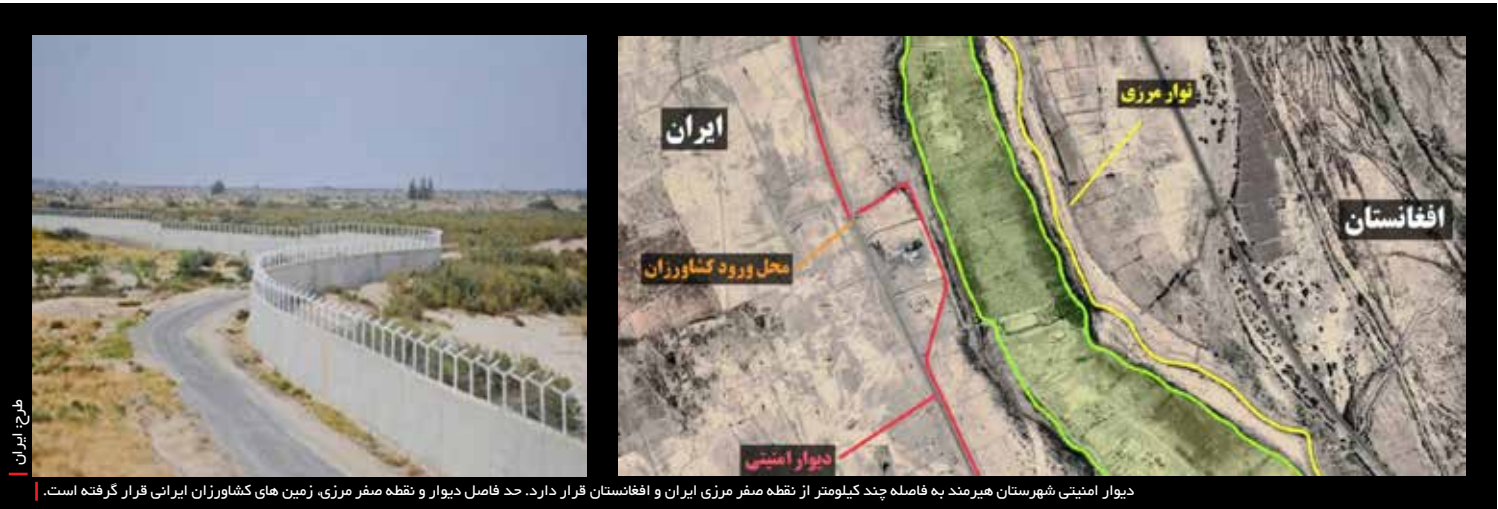 نوار مرزی
ایران
افغانستان
محل ورود کشاورزان
دیوار امنیتی
طرح: ایران
دیوار امنیتی شهرستان هیرمند به فاصله چند کیلومتر از نقطه صفر مرزی ایران و افغانستان قرار دارد. حد فاصل دیوار و نقطه صفر مرزی، زمین های کشاورزان ایرانی قرار گرفته است.